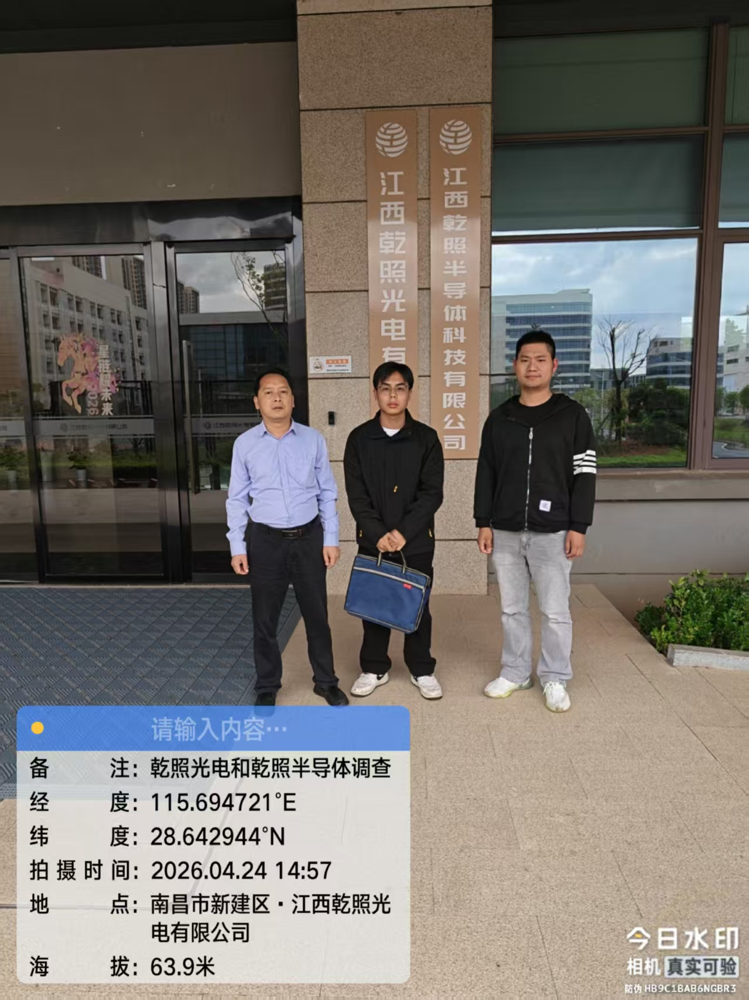 江西乾照光电有
江西乾照半导体科技有限公司
星 未来
请输入内容…
备注：乾照光电和乾照半导体调查
经度：115.694721°E
纬度：28.642944°N
拍摄时间：2026.04.24 14:57
地点：南昌市新建区·江西乾照光
电有限公司
海拔：63.9米
今日水印
相机 真实可验
防伪 HB9C1BAB6NGBR3